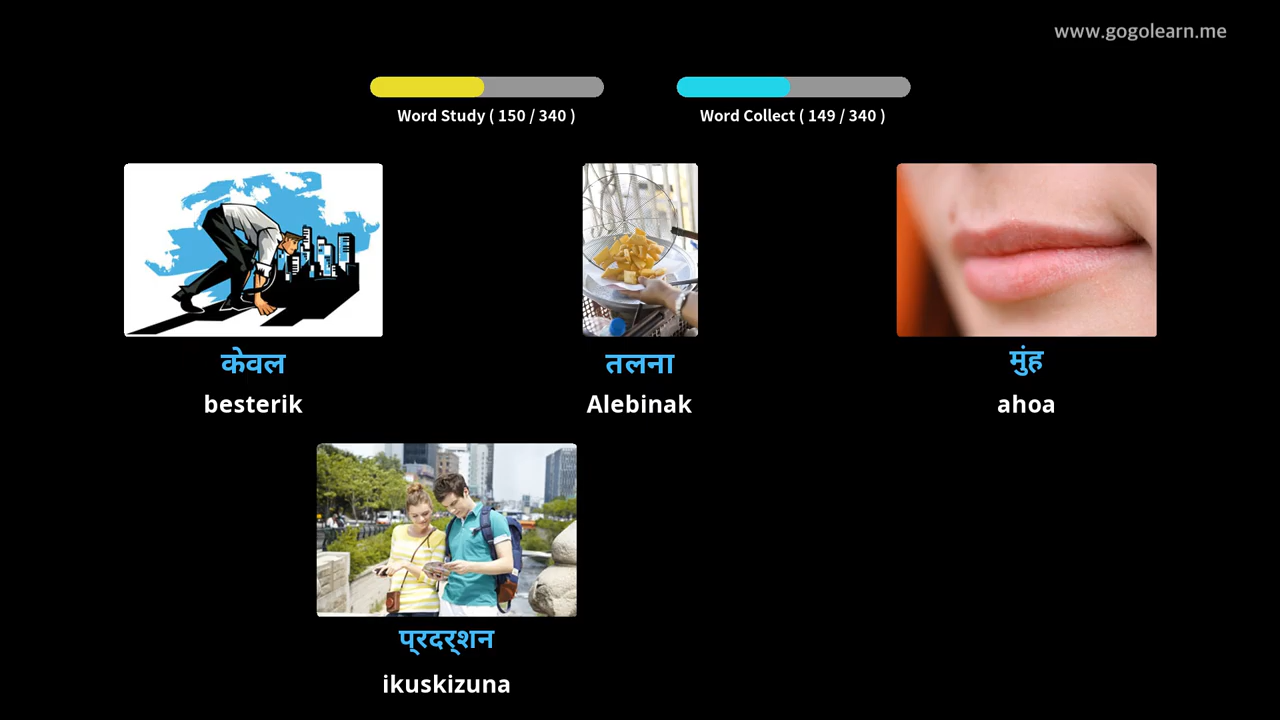 www.gogolearn.me
Word Study ( 150 / 340 )
Word Collect ( 149 / 340 )
केवल
besterik
तलना
Alebinak
मुंह
ahoa
प्रदर्शन
ikuskizuna